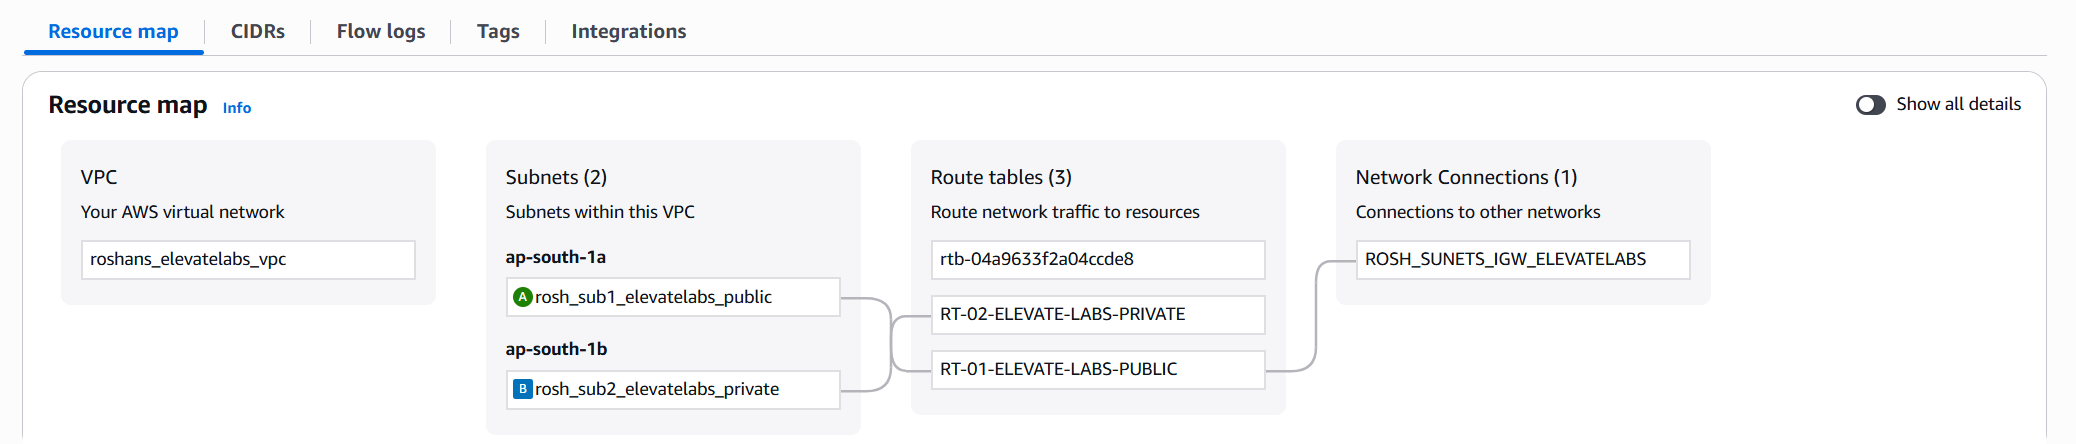 Resource map
CIDRs
Flow logs
Tags
Integrations
Resource map Info
Show all details
VPC
Your AWS virtual network
roshans_elevatelabs_vpc
Subnets (2)
Subnets within this VPC
ap-south-1a
A rosh_sub1_elevatelabs_public
ap-south-1b
B rosh_sub2_elevatelabs_private
Route tables (3)
Route network traffic to resources
rtb-04a9633f2a04ccde8
RT-02-ELEVATE-LABS-PRIVATE
RT-01-ELEVATE-LABS-PUBLIC
Network Connections (1)
Connections to other networks
ROSH_SUNETS_IGW_ELEVATELABS